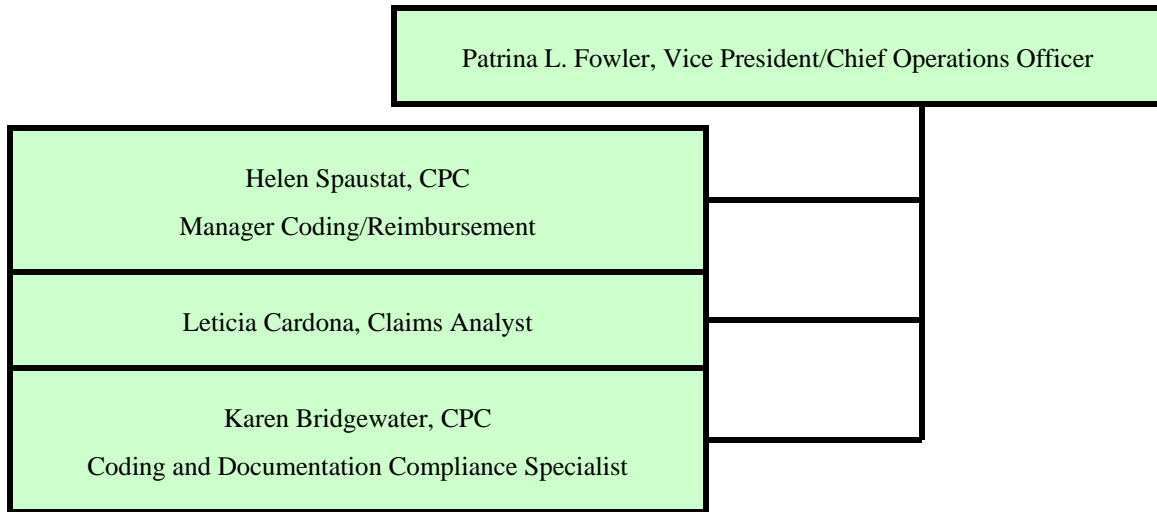 Patrina L. Fowler, Vice President/Chief Operations Officer
Helen Spaustat, CPC
Manager Coding/Reimbursement
Leticia Cardona, Claims Analyst
Karen Bridgewater, CPC
Coding and Documentation Compliance Specialist